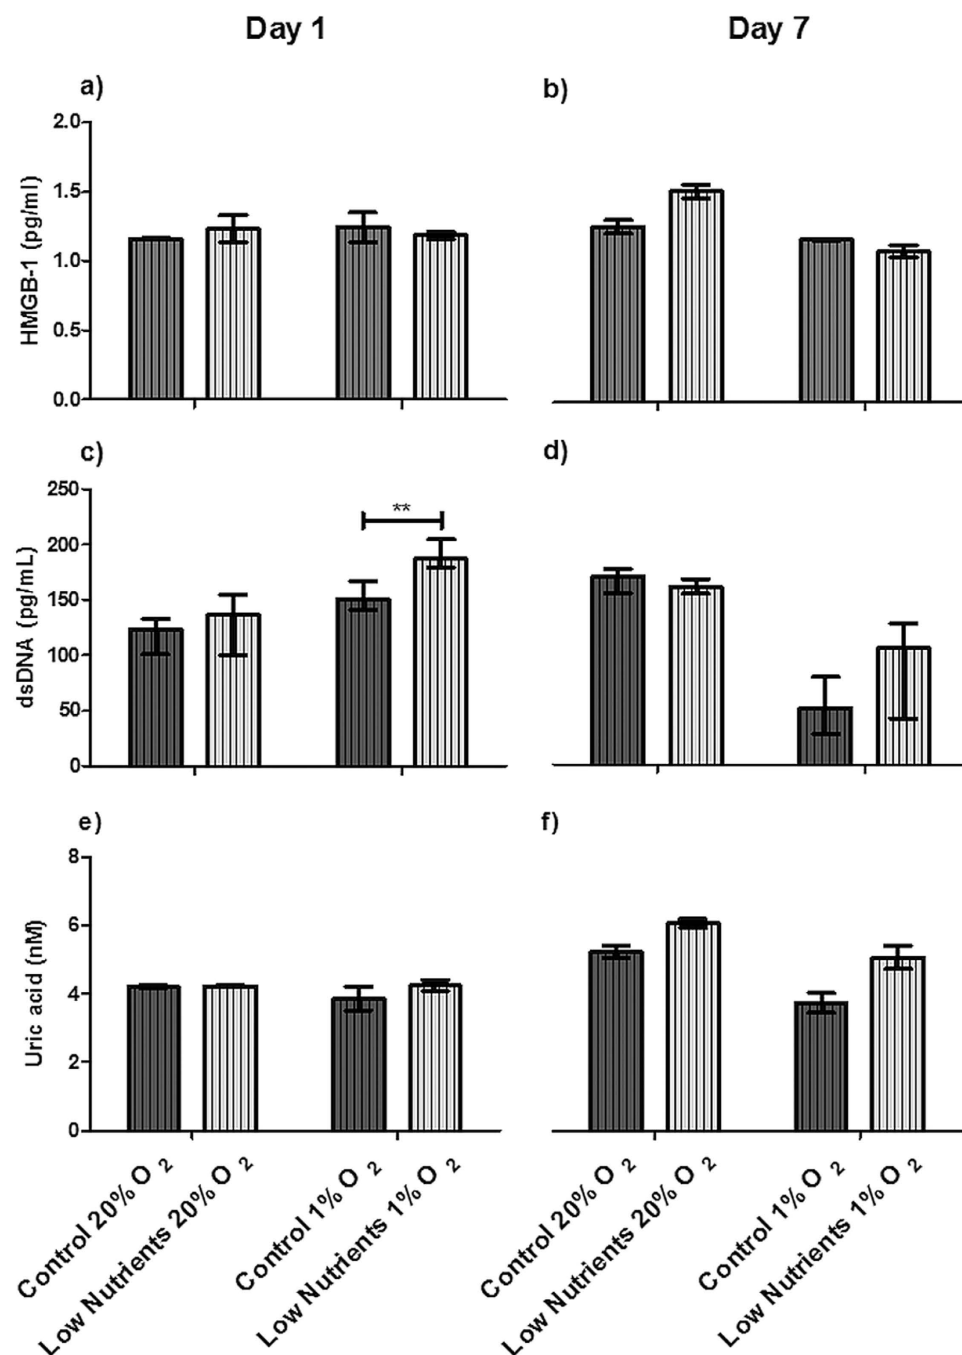 Day 1
Day 7
a)
b)
HMGB-1 (pg/ml)
2.0
1.5
1.0
0.5
0.0
c)
d)
dsDNA (pg/mL)
250
200
150
100
50
0
**
e)
f)
Uric acid (nM)
8
6
4
2
0
Control 20% O 2
Low Nutrients 20% O 2
Control 1% O 2
Low Nutrients 1% O 2
Control 20% O 2
Low Nutrients 20% O 2
Control 1% O 2
Low Nutrients 1% O 2